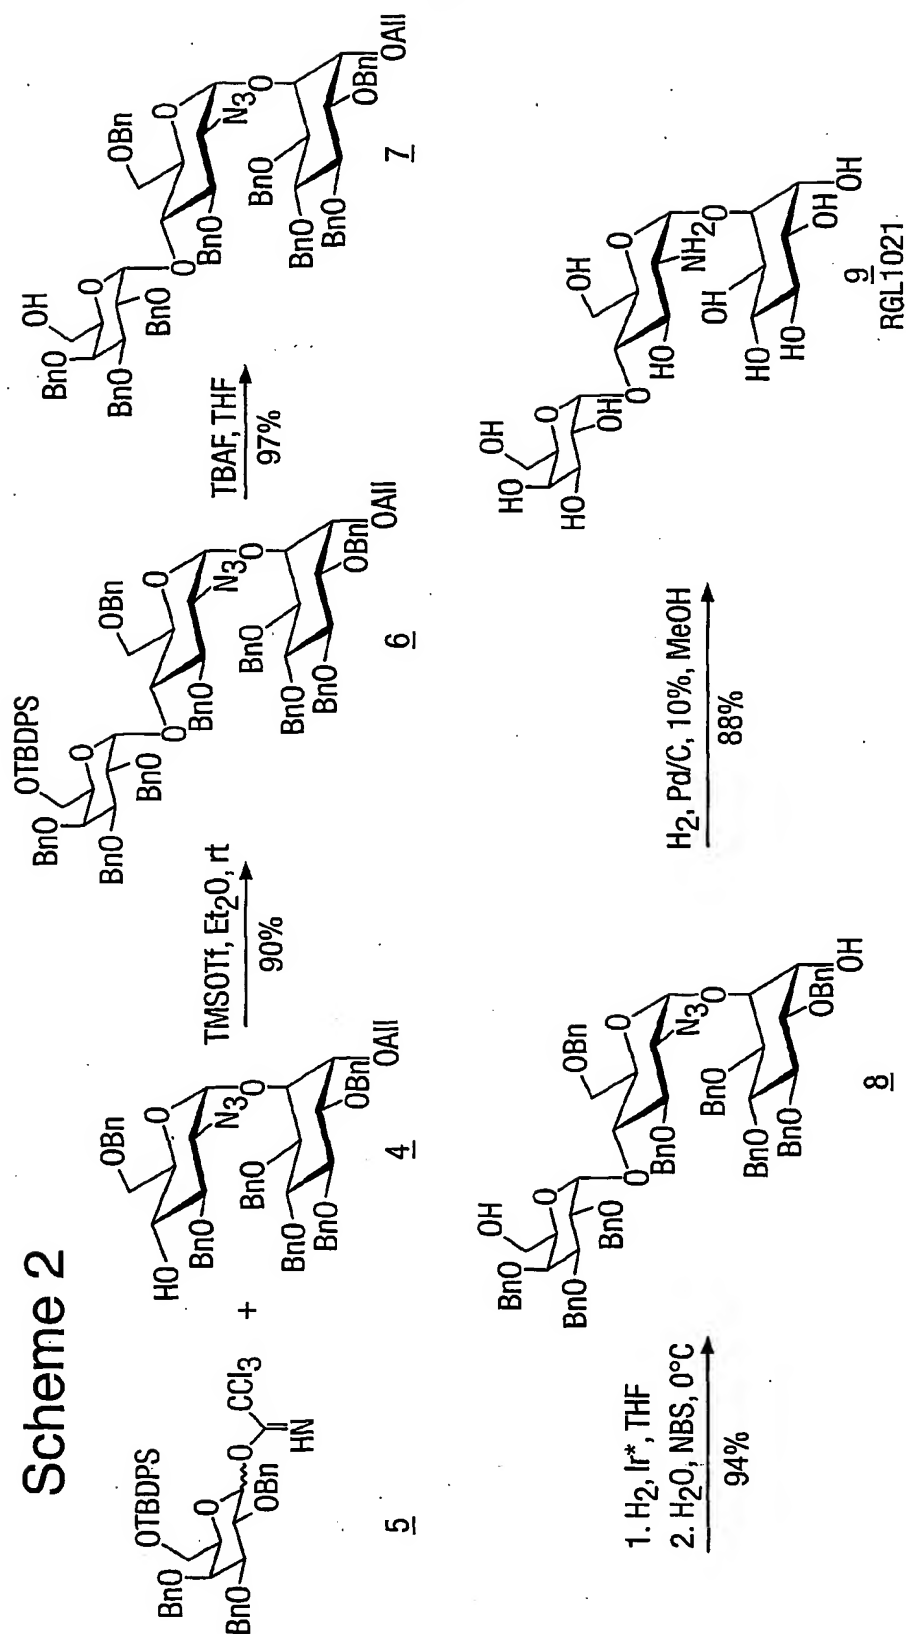 Scheme 2
OTBDPS
BnO
BnO
O
OBn
O
CCl3
HN
5
+
OBn
HO
O
BnO
N3
O
BnO
BnO
BnO
OBn
OAll
4
TMSOTf, Et2O, rt
90%
OTBDPS
BnO
BnO
O
BnO
O
OBn
O
BnO
N3
O
BnO
BnO
BnO
OBn
OAll
6
TBAF, THF
97%
OH
BnO
BnO
O
BnO
O
OBn
O
BnO
N3
O
BnO
BnO
BnO
OBn
OAll
7
1. H2, Ir*, THF
2. H2O, NBS, 0°C
94%
OH
BnO
BnO
O
BnO
O
OBn
O
BnO
N3
O
BnO
BnO
BnO
OBn
OH
8
H2, Pd/C, 10%, MeOH
88%
OH
HO
HO
O
OH
O
OH
O
HO
NH2
O
OH
HO
HO
OH
OH
9
RGL1021